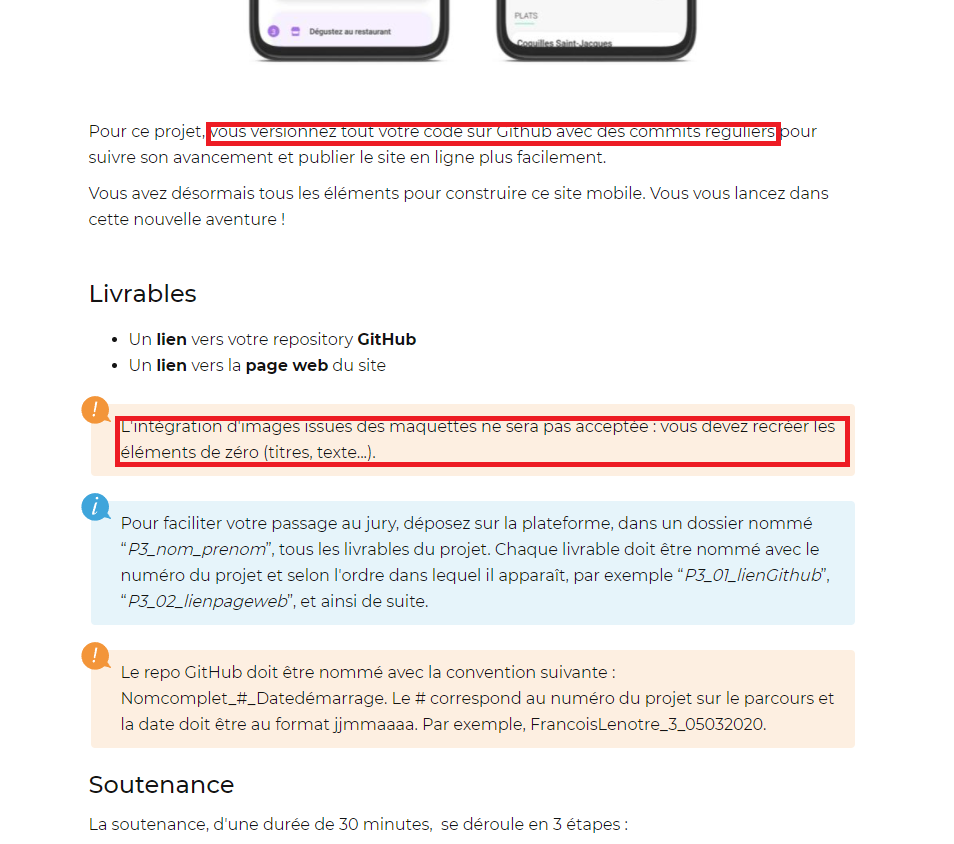 3 Dégustez au restaurant
PLATS
Coquilles Saint-Jacques
Pour ce projet, vous versionnez tout votre code sur Github avec des commits réguliers pour
suivre son avancement et publier le site en ligne plus facilement.
Vous avez désormais tous les éléments pour construire ce site mobile. Vous vous lancez dans
cette nouvelle aventure !
Livrables
• Un lien vers votre repository GitHub
• Un lien vers la page web du site
!
L'intégration d'images issues des maquettes ne sera pas acceptée : vous devez recréer les
éléments de zéro (titres, texte...).
i
Pour faciliter votre passage au jury, déposez sur la plateforme, dans un dossier nommé
“P3_nom_prenom”, tous les livrables du projet. Chaque livrable doit être nommé avec le
numéro du projet et selon l'ordre dans lequel il apparaît, par exemple “P3_01_lienGithub”,
“P3_02_lienpageweb”, et ainsi de suite.
!
Le repo GitHub doit être nommé avec la convention suivante :
Nomcomplet_#_Datedémarrage. Le # correspond au numéro du projet sur le parcours et
la date doit être au format jjmmaaaa. Par exemple, FrancoisLenotre_3_05032020.
Soutenance
La soutenance, d'une durée de 30 minutes,  se déroule en 3 étapes :